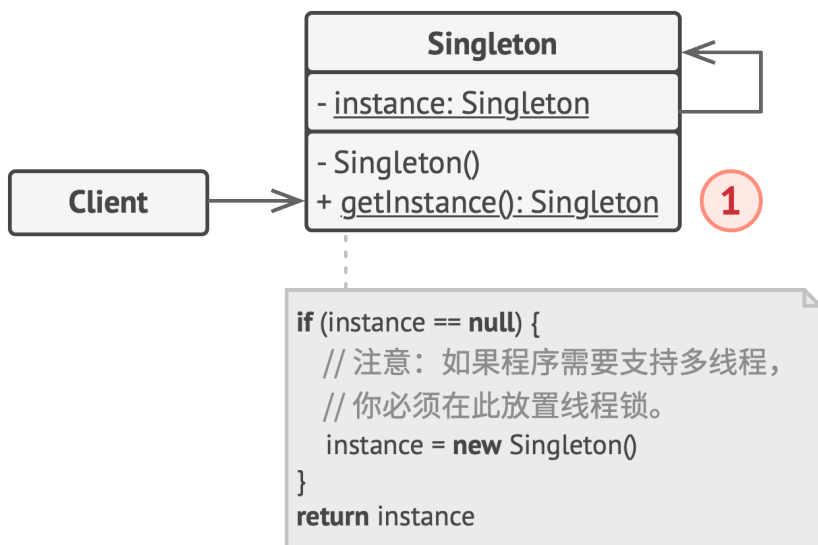 Singleton
- instance: Singleton
- Singleton()
+ getInstance(): Singleton
Client
1
if (instance == null) {
// 注意：如果程序需要支持多线程，
// 你必须在此放置线程锁。
instance = new Singleton()
}
return instance